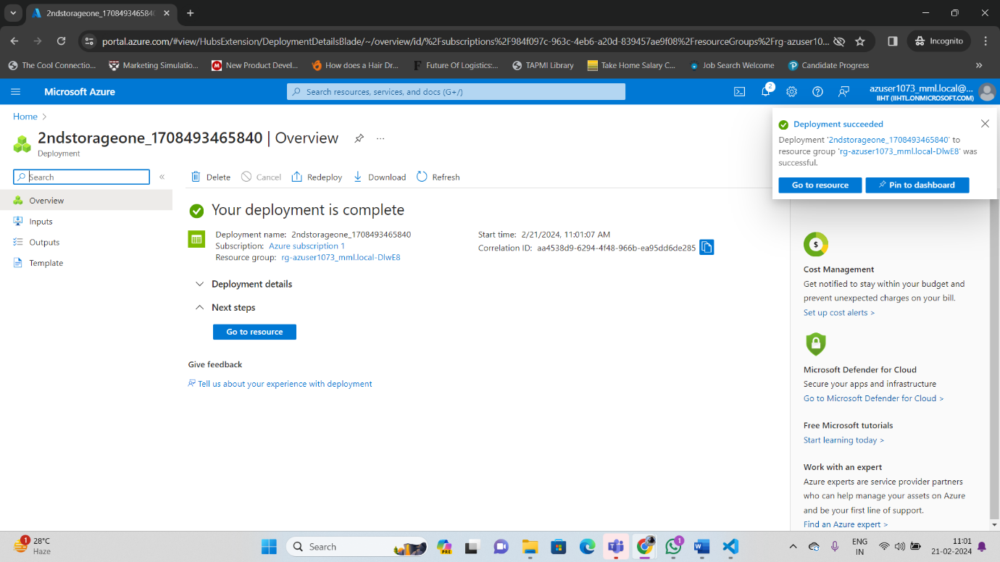 2ndstorageone_1708493465840
portal.azure.com/#view/HubsExtension/DeploymentDetailsBlade/~/overview/id/%2Fsubscriptions%2F984f097c-963c-4eb6-a20d-839457ae9f08%2FresourceGroups%2Frg-azuser10...
Incognito
The Cool Connectio...
Marketing Simulatio...
New Product Devel...
How does a Hair Dr...
Future Of Logistics:...
TAPMI Library
Take Home Salary C...
Job Search Welcome
Candidate Progress
Microsoft Azure
Search resources, services, and docs (G+/)
2
azuser1073_mml.local@...
IIHT (IIHTL.ONMICROSOFT.COM)
Home
2ndstorageone_1708493465840 | Overview
Deployment
Search
Delete
Cancel
Redeploy
Download
Refresh
Deployment succeeded
Deployment '2ndstorageone_1708493465840' to
resource group 'rg-azuser1073_mml.local-DlwE8' was
successful.
Go to resource
Pin to dashboard
Overview
Inputs
Outputs
Template
Your deployment is complete
Deployment name: 2ndstorageone_1708493465840
Subscription: Azure subscription 1
Resource group: rg-azuser1073_mml.local-DlwE8
Start time: 2/21/2024, 11:01:07 AM
Correlation ID: aa4538d9-6294-4f48-966b-ea95dd6de285
Deployment details
Next steps
Go to resource
Give feedback
Tell us about your experience with deployment
$
Cost Management
Get notified to stay within your budget and
prevent unexpected charges on your bill.
Set up cost alerts >
Microsoft Defender for Cloud
Secure your apps and infrastructure
Go to Microsoft Defender for Cloud >
Free Microsoft tutorials
Start learning today >
Work with an expert
Azure experts are service provider partners
who can help manage your assets on Azure
and be your first line of support.
Find an Azure expert >
1
28°C
Haze
Search
PRE
1
ENG
IN
11:01
21-02-2024